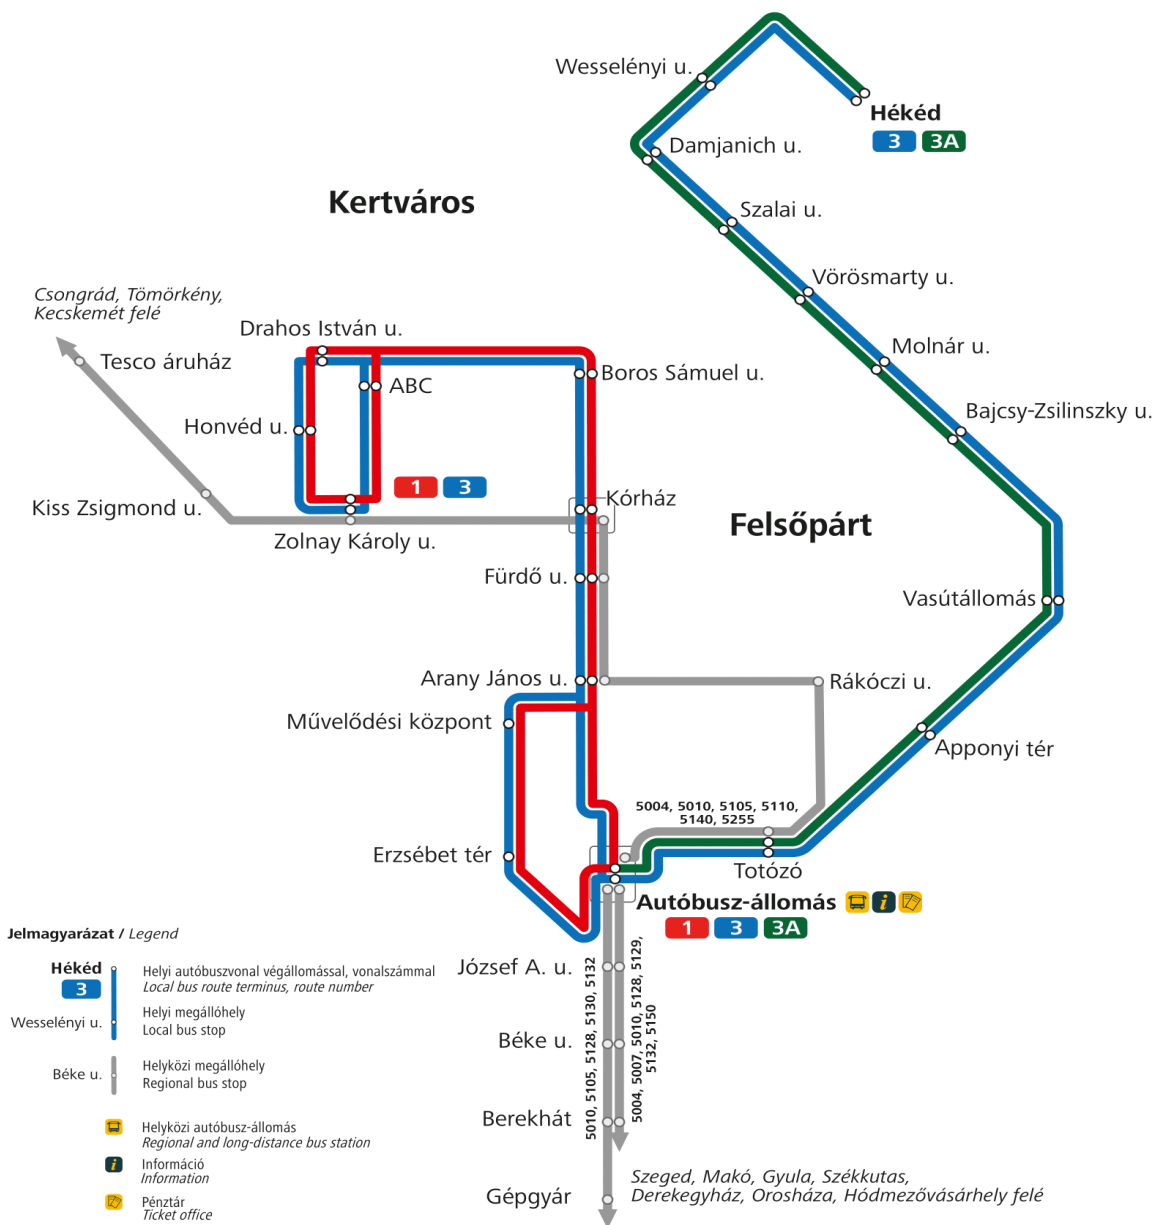 Wesselényi u.
Hékéd
3 3A
Damjanich u.
Kertváros
Szalai u.
Vörösmarty u.
Csongrád, Tömörkény,
Kecskemét felé
Drahos István u.
Molnár u.
Tesco áruház
Boros Sámuel u.
ABC
Bajcsy-Zsilinszky u.
Honvéd u.
1 3
Kiss Zsigmond u.
Kórház
Felsőpárt
Zolnay Károly u.
Fürdő u.
Vasútállomás
Arany János u.
Rákóczi u.
Művelődési központ
Apponyi tér
5004, 5010, 5105, 5110,
5140, 5255
Erzsébet tér
Totózó
Autóbusz-állomás
1 3 3A
József A. u.
Béke u.
Berekhát
Gépgyár
5010, 5105, 5128, 5130, 5132
5004, 5007, 5010, 5128, 5129,
5132, 5150
Szeged, Makó, Gyula, Székkutas,
Derekegyház, Orosháza, Hódmezővásárhely felé
Jelmagyarázat / Legend
Hékéd
3
Helyi autóbuszvonal végállomással, vonalszámmal
Local bus route terminus, route number
Wesselényi u.
Helyi megállóhely
Local bus stop
Béke u.
Helyközi megállóhely
Regional bus stop
Helyközi autóbusz-állomás
Regional and long-distance bus station
i
Információ
Information
Pénztár
Ticket office